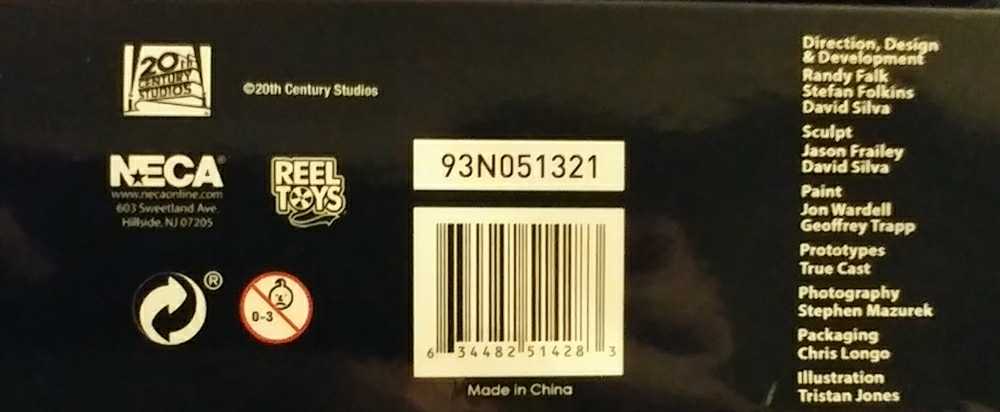 20th
CENTURY
STUDIOS
©20th Century Studios
NECA®
www.necaonline.com
603 Sweetland Ave.
Hillside, NJ 07205
REEL
TOYS
®
0-3
93N051321
6 34482 51428 3
Made in China
Direction, Design
& Development
Randy Falk
Stefan Folkins
David Silva
Sculpt
Jason Frailey
David Silva
Paint
Jon Wardell
Geoffrey Trapp
Prototypes
True Cast
Photography
Stephen Mazurek
Packaging
Chris Longo
Illustration
Tristan Jones